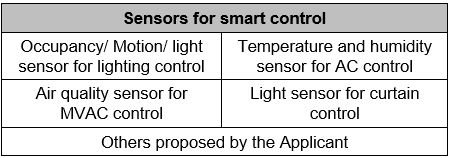 Sensors for smart control
Occupancy/ Motion/ light
sensor for lighting control
Temperature and humidity
sensor for AC control
Air quality sensor for
MVAC control
Light sensor for curtain
control
Others proposed by the Applicant